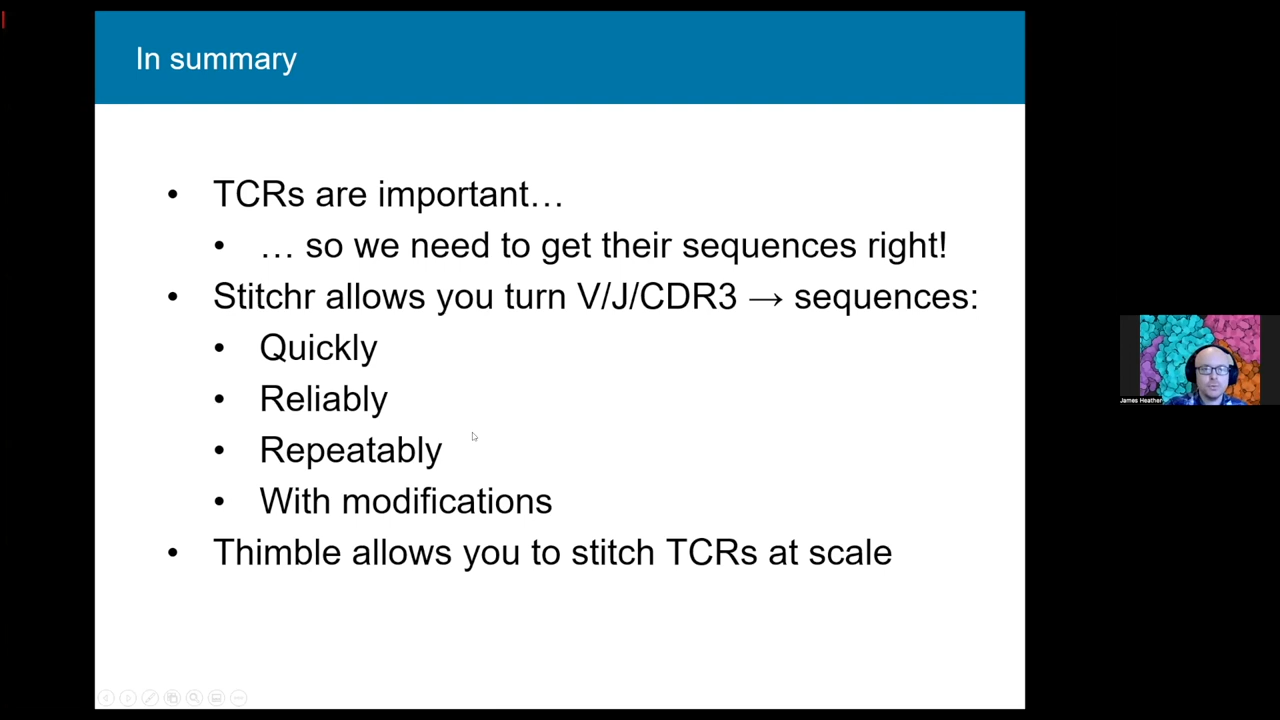 In summary
• TCRs are important…
• … so we need to get their sequences right!
• Stitchr allows you turn V/J/CDR3 → sequences:
• Quickly
• Reliably
• Repeatably
• With modifications
• Thimble allows you to stitch TCRs at scale
James Heather